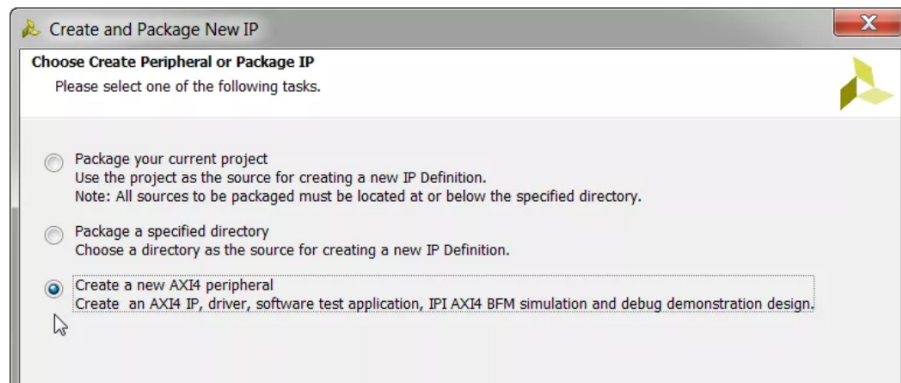 Create and Package New IP
Choose Create Peripheral or Package IP
Please select one of the following tasks.
Package your current project
Use the project as the source for creating a new IP Definition.
Note: All sources to be packaged must be located at or below the specified directory.
Package a specified directory
Choose a directory as the source for creating a new IP Definition.
Create a new AXI4 peripheral
Create an AXI4 IP, driver, software test application, IPI AXI4 BFM simulation and debug demonstration design.